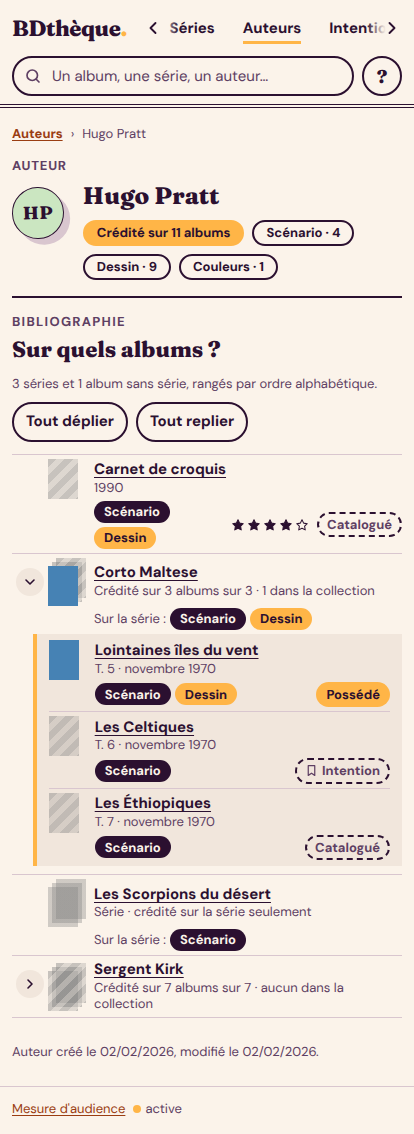 BDthèque.
Séries Auteurs Intentic
Un album, une série, un auteur...
?
Auteurs › Hugo Pratt
AUTEUR
HP
Hugo Pratt
Crédité sur 11 albums
Scénario · 4
Dessin · 9
Couleurs · 1
BIBLIOGRAPHIE
Sur quels albums ?
3 séries et 1 album sans série, rangés par ordre alphabétique.
Tout déplier
Tout replier
Carnet de croquis
1990
Scénario
Dessin
Catalogué
Corto Maltese
Crédité sur 3 albums sur 3 · 1 dans la collection
Sur la série : Scénario Dessin
Lointaines îles du vent
T. 5 · novembre 1970
Scénario Dessin Possédé
Les Celtiques
T. 6 · novembre 1970
Scénario Intention
Les Éthiopiques
T. 7 · novembre 1970
Scénario Catalogué
Les Scorpions du désert
Série · crédité sur la série seulement
Sur la série : Scénario
Sergent Kirk
Crédité sur 7 albums sur 7 · aucun dans la
collection
Auteur créé le 02/02/2026, modifié le 02/02/2026.
Mesure d'audience active